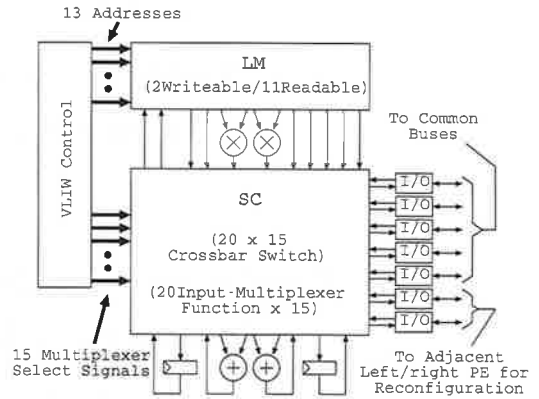 13 Addresses
LM
(2Writeable/11Readable)
To Common
Buses
VLIW Control
SC
(20 x 15
Crossbar Switch)
(20Input-Multiplexer
Function x 15)
I/O
I/O
I/O
I/O
I/O
I/O
I/O
15 Multiplexer
Select Signals
To Adjacent
Left/right PE for
Reconfiguration